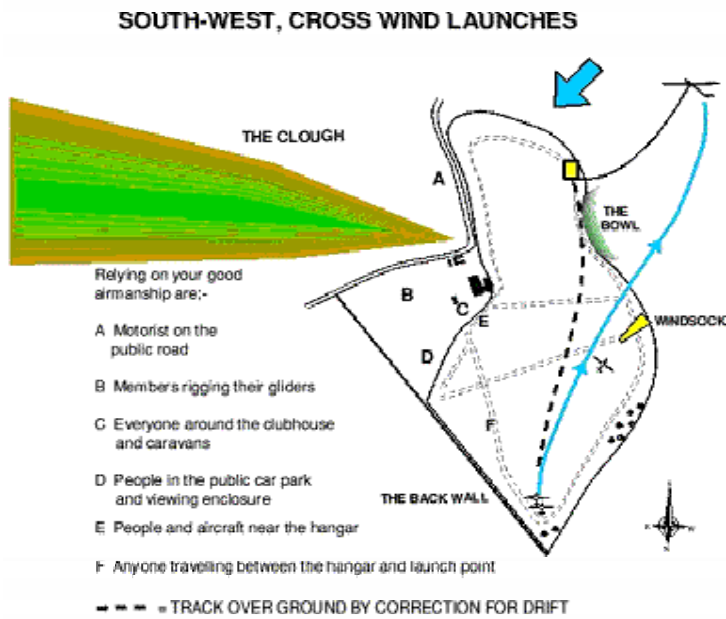 SOUTH-WEST, CROSS WIND LAUNCHES
THE CLOUGH
A
THE
BOWL
Relying on your good
airmanship are;-
B
C
E
WINDSOCK
A Motorist on the
public road
D
B Members rigging their gliders
C Everyone around the clubhouse
and caravans
F
D People in the public car park
and viewing enclosure
THE BACK WALL
E People and aircraft near the hangar
F Anyone travelling between the hangar and launch point
= TRACK OVER GROUND BY CORRECTION FOR DRIFT